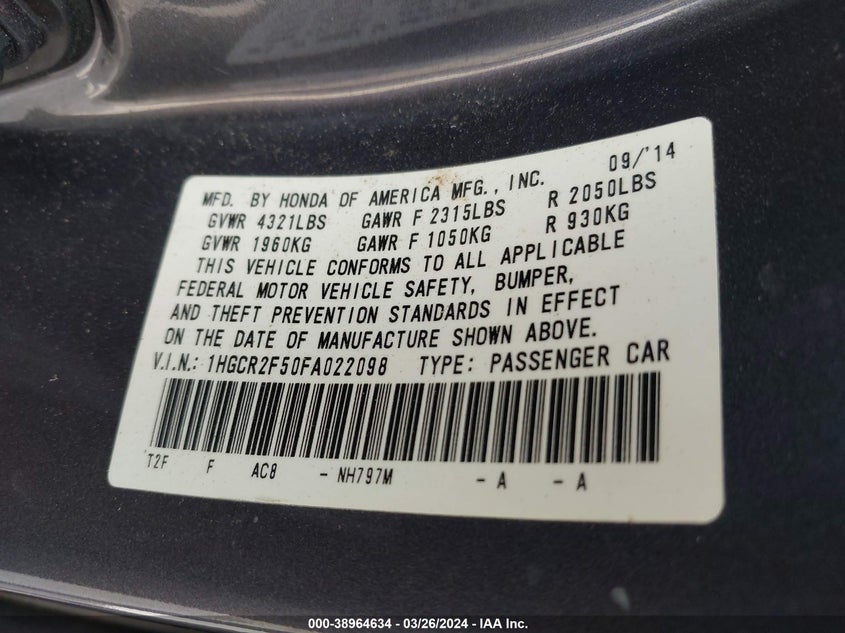 09/'14
MFD. BY HONDA OF AMERICA MFG., INC.
GVWR 4321LBS GAWR F 2315LBS R 2050LBS
GVWR 1960KG GAWR F 1050KG R 930KG
THIS VEHICLE CONFORMS TO ALL APPLICABLE
FEDERAL MOTOR VEHICLE SAFETY, BUMPER,
AND THEFT PREVENTION STANDARDS IN EFFECT
ON THE DATE OF MANUFACTURE SHOWN ABOVE.
V.I.N.: 1HGCR2F50FA022098 TYPE: PASSENGER CAR
T2F F AC8 - NH797M - A - A
000-38964634 - 03/26/2024 - IAA Inc.